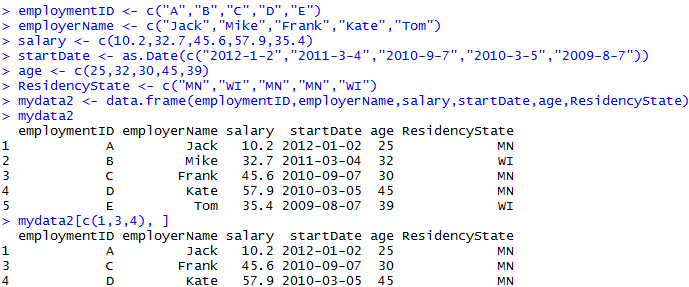 > employmentID <- c("A","B","C","D","E")
> employerName <- c("Jack","Mike","Frank","Kate","Tom")
> salary <- c(10.2,32.7,45.6,57.9,35.4)
> startDate <- as.Date(c("2012-1-2","2011-3-4","2010-9-7","2010-3-5","2009-8-7"))
> age <- c(25,32,30,45,39)
> ResidencyState <- c("MN","WI","MN","MN","WI")
> mydata2 <- data.frame(employmentID,employerName,salary,startDate,age,ResidencyState)
> mydata2
  employmentID employerName salary  startDate age ResidencyState
1            A         Jack   10.2 2012-01-02  25             MN
2            B         Mike   32.7 2011-03-04  32             WI
3            C        Frank   45.6 2010-09-07  30             MN
4            D         Kate   57.9 2010-03-05  45             MN
5            E          Tom   35.4 2009-08-07  39             WI
> mydata2[c(1,3,4), ]
  employmentID employerName salary  startDate age ResidencyState
1            A         Jack   10.2 2012-01-02  25             MN
3            C        Frank   45.6 2010-09-07  30             MN
4            D         Kate   57.9 2010-03-05  45             MN